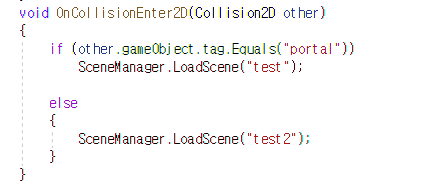 void OnCollisionEnter2D(Collision2D other)
{
if (other.gameObject.tag.Equals("portal"))
SceneManager.LoadScene("test");
else
{
SceneManager.LoadScene("test2");
}
}